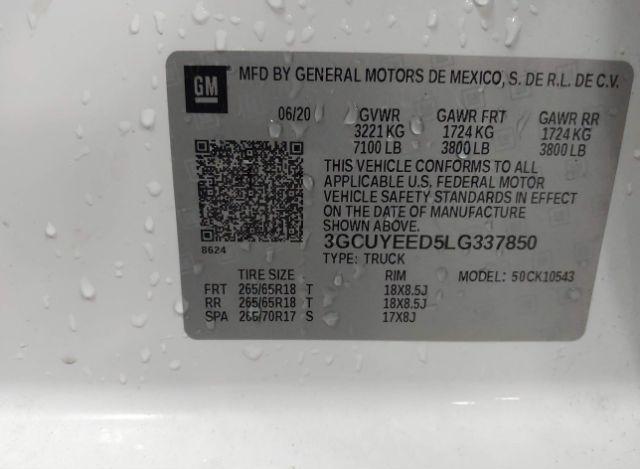 GM
MFD BY GENERAL MOTORS DE MEXICO, S. DE R.L. DE C.V.
06/20 GVWR GAWR FRT GAWR RR
3221 KG 1724 KG 1724 KG
7100 LB 3800 LB 3800 LB
THIS VEHICLE CONFORMS TO ALL
APPLICABLE U.S. FEDERAL MOTOR
VEHICLE SAFETY STANDARDS IN EFFECT
ON THE DATE OF MANUFACTURE
SHOWN ABOVE.
8624
3GCUYEED5LG337850
TYPE: TRUCK
TIRE SIZE RIM MODEL: 50CK10543
FRT 265/65R18 T 18X8.5J
RR 265/65R18 T 18X8.5J
SPA 265/70R17 S 17X8J